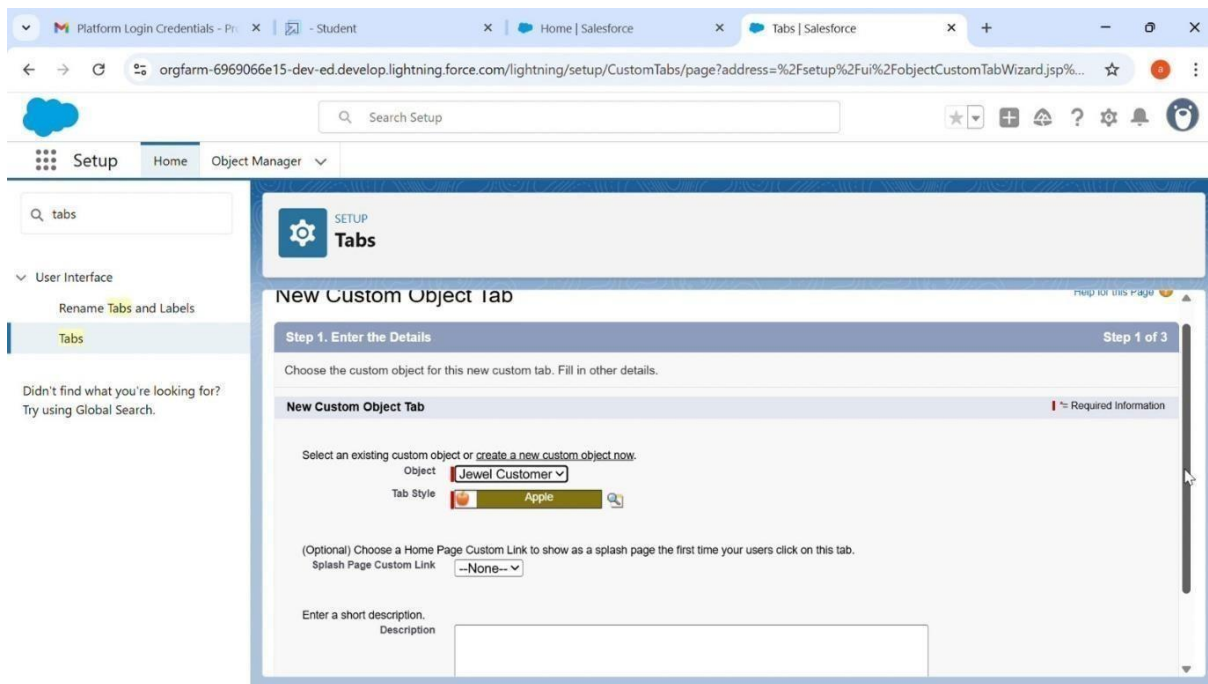 Platform Login Credentials - Pro
- Student
Home | Salesforce
Tabs | Salesforce
orgfarm-6969066e15-dev-ed.develop.lightning.force.com/lightning/setup/CustomTabs/page?address=%2Fsetup%2Fui%2FobjectCustomTabWizard.jsp%...
a
Search Setup
Setup
Home
Object Manager
tabs
SETUP
Tabs
User Interface
Rename Tabs and Labels
Tabs
Didn't find what you're looking for?
Try using Global Search.
New Custom Object Tab
Help for this Page
Step 1. Enter the Details
Step 1 of 3
Choose the custom object for this new custom tab. Fill in other details.
New Custom Object Tab
= Required Information
Select an existing custom object or create a new custom object now.
Object
Jewel Customer
Tab Style
Apple
(Optional) Choose a Home Page Custom Link to show as a splash page the first time your users click on this tab.
Splash Page Custom Link
--None--
Enter a short description.
Description